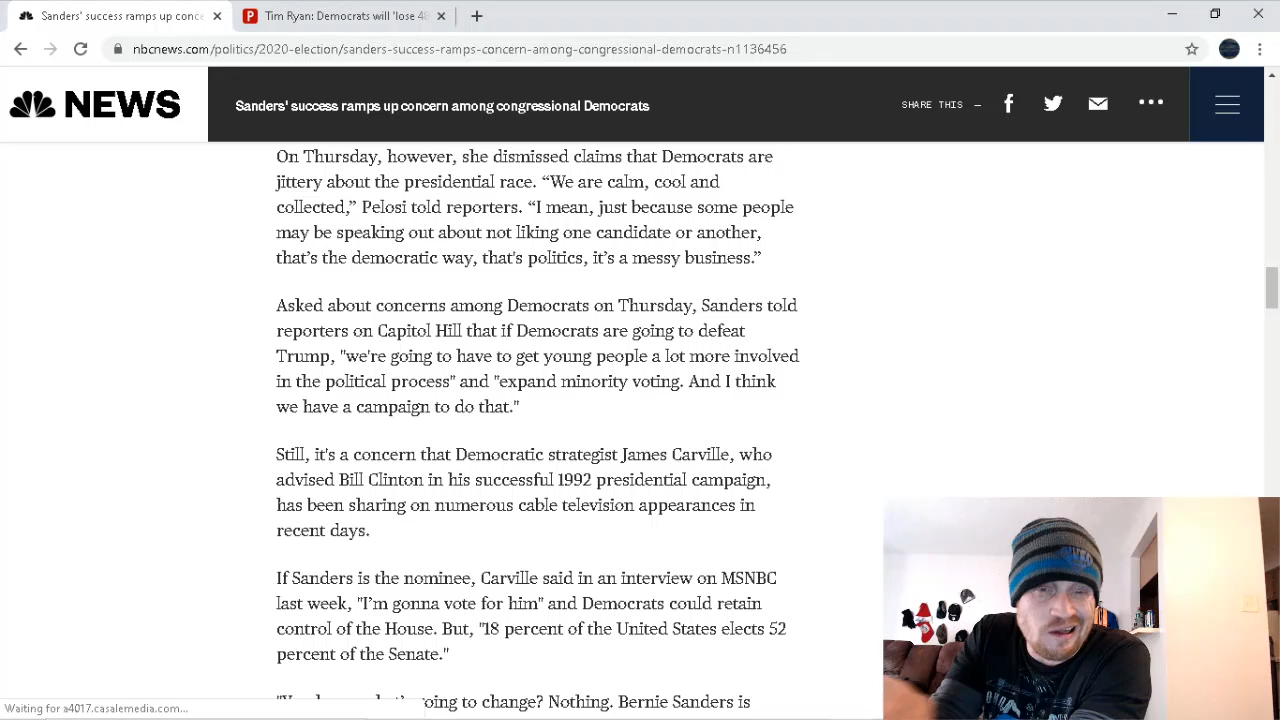 Sanders' success ramps up conce
Tim Ryan: Democrats will 'lose 48
nbcnews.com/politics/2020-election/sanders-success-ramps-concern-among-congressional-democrats-n1136456
NEWS
Sanders' success ramps up concern among congressional Democrats
SHARE THIS —
On Thursday, however, she dismissed claims that Democrats are
jittery about the presidential race. “We are calm, cool and
collected,” Pelosi told reporters. “I mean, just because some people
may be speaking out about not liking one candidate or another,
that’s the democratic way, that's politics, it’s a messy business.”
Asked about concerns among Democrats on Thursday, Sanders told
reporters on Capitol Hill that if Democrats are going to defeat
Trump, "we're going to have to get young people a lot more involved
in the political process" and "expand minority voting. And I think
we have a campaign to do that."
Still, it's a concern that Democratic strategist James Carville, who
advised Bill Clinton in his successful 1992 presidential campaign,
has been sharing on numerous cable television appearances in
recent days.
If Sanders is the nominee, Carville said in an interview on MSNBC
last week, "I’m gonna vote for him" and Democrats could retain
control of the House. But, "18 percent of the United States elects 52
percent of the Senate."
going to change? Nothing. Bernie Sanders is
Waiting for a4017.casalemedia.com...